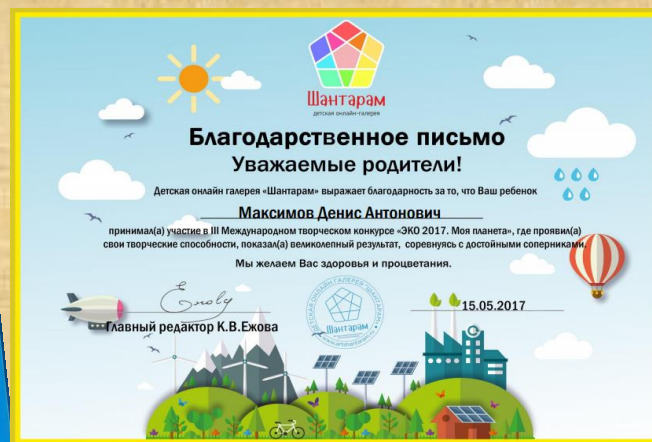 Шантарам
детская онлайн-галерея
Благодарственное письмо
Уважаемые родители!
Детская онлайн галерея «Шантарам» выражает благодарность за то, что Ваш ребенок
Максимов Денис Антонович
принимал(а) участие в III Международном творческом конкурсе «ЭКО 2017. Моя планета», где проявил(а)
свои творческие способности, показал(а) великолепный результат, соревнуясь с достойными соперниками.
Мы желаем Вас здоровья и процветания.
15.05.2017
Главный редактор К.В.Ежова
Шантарам